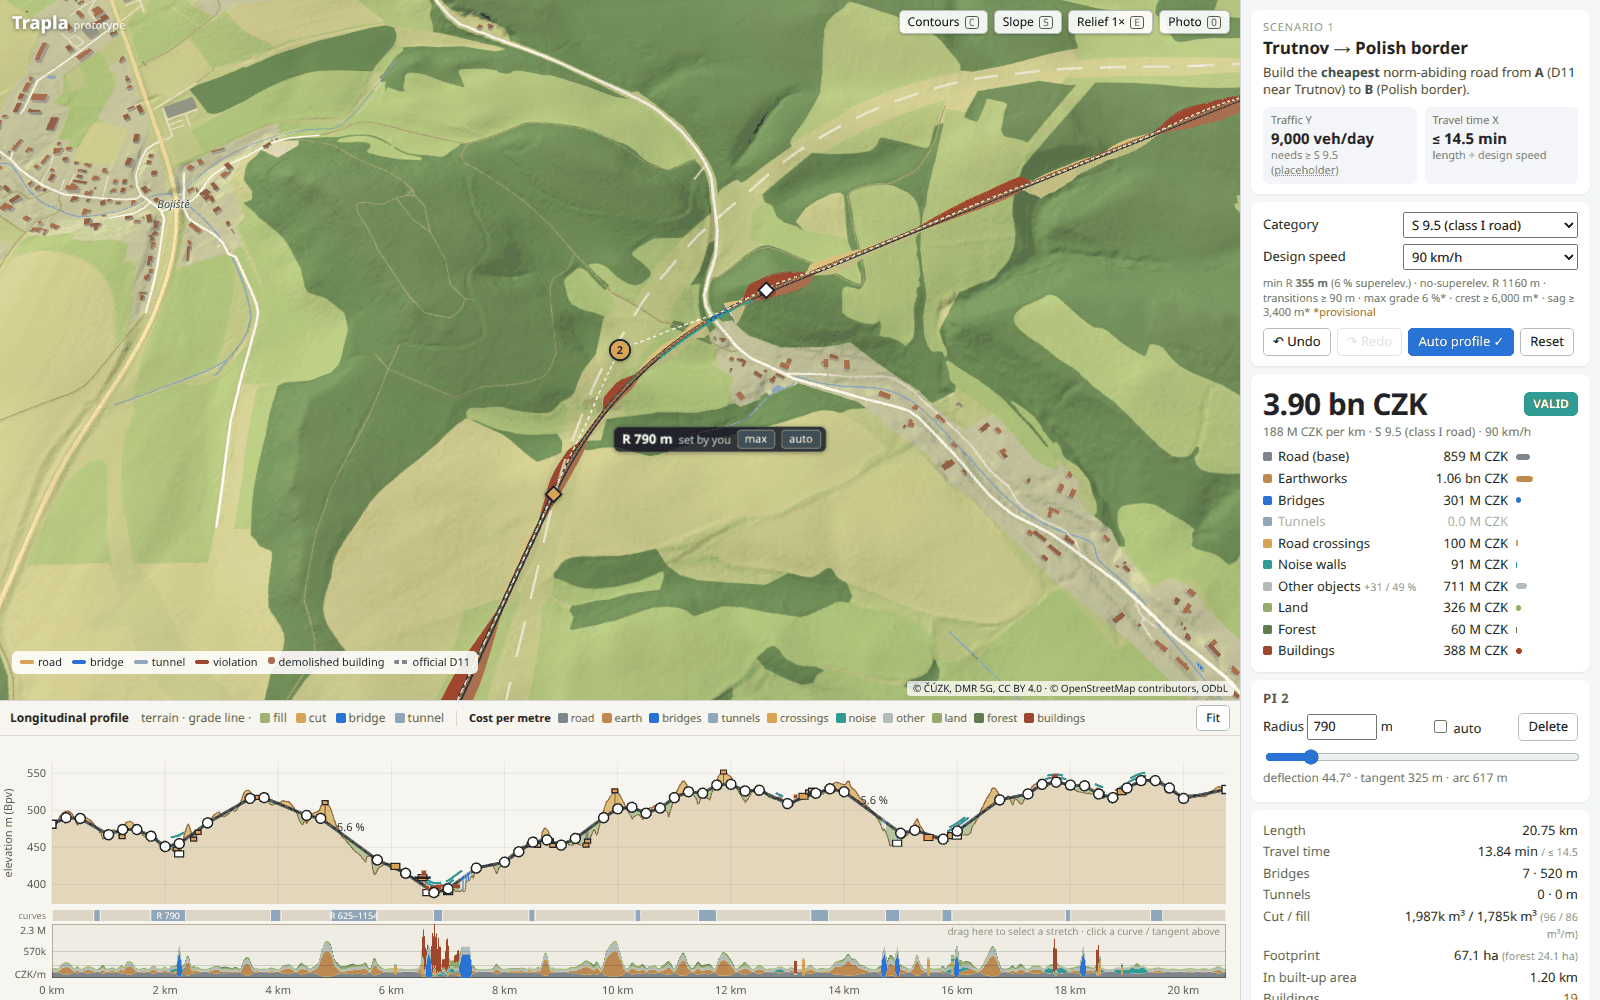 Trapla prototype
Contours C
Slope S
Relief 1× E
Photo O
Bojiště
2
R 790 m set by you max auto
road bridge tunnel violation demolished building official D11
© ČÚZK, DMR 5G, CC BY 4.0 · © OpenStreetMap contributors, ODbL
SCENARIO 1
Trutnov → Polish border
Build the cheapest norm-abiding road from A (D11
near Trutnov) to B (Polish border).
Traffic Y
9,000 veh/day
needs ≥ S 9.5
(placeholder)
Travel time X
≤ 14.5 min
length ÷ design speed
Category S 9.5 (class I road)
Design speed 90 km/h
min R 355 m (6 % superelev.) · no-superelev. R 1160 m ·
transitions ≥ 90 m · max grade 6 %* · crest ≥ 6,000 m* · sag ≥
3,400 m* *provisional
↶ Undo
↷ Redo
Auto profile ✓
Reset
3.90 bn CZK VALID
188 M CZK per km · S 9.5 (class I road) · 90 km/h
Road (base) 859 M CZK
Earthworks 1.06 bn CZK
Bridges 301 M CZK
Tunnels 0.0 M CZK
Road crossings 100 M CZK
Noise walls 91 M CZK
Other objects +31 / 49 % 711 M CZK
Land 326 M CZK
Forest 60 M CZK
Buildings 388 M CZK
PI 2
Radius 790 m auto Delete
deflection 44.7° · tangent 325 m · arc 617 m
Length 20.75 km
Travel time 13.84 min / ≤ 14.5
Bridges 7 · 520 m
Tunnels 0 · 0 m
Cut / fill 1,987k m³ / 1,785k m³ (96 / 86
m³/m)
Footprint 67.1 ha (forest 24.1 ha)
In built-up area 1.20 km
Buildings 19
Longitudinal profile terrain · grade line · fill cut bridge tunnel Cost per metre road earth bridges tunnels crossings noise other land forest buildings Fit
elevation m (Bpv)
550
500
450
400
5.6 %
5.6 %
curves R 790 R 625–1154
2.3 M
570k
CZK/m
drag here to select a stretch · click a curve / tangent above
0 km 2 km 4 km 6 km 8 km 10 km 12 km 14 km 16 km 18 km 20 km